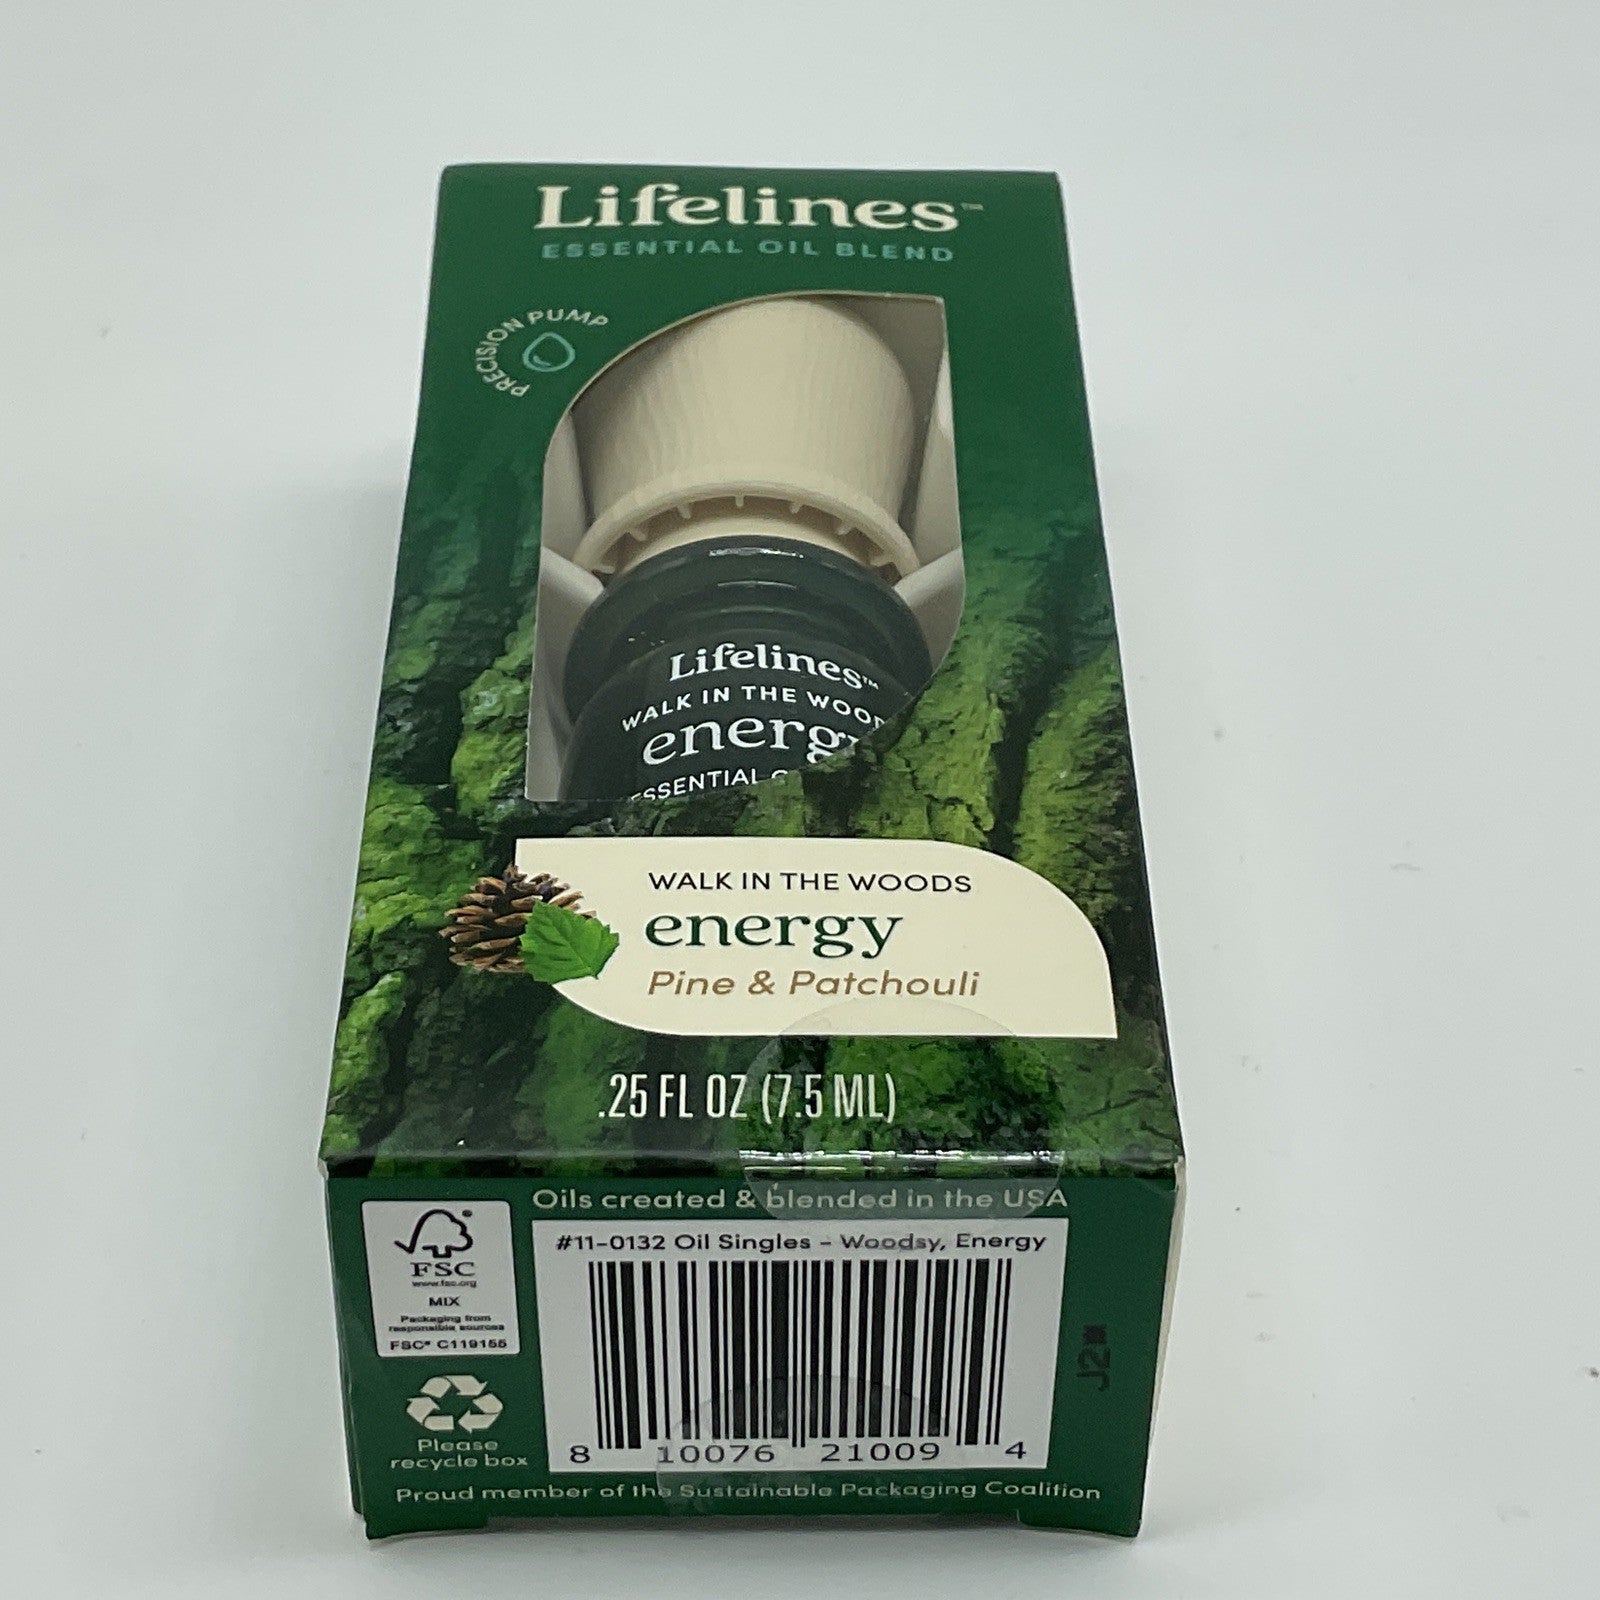 Lifelines™
ESSENTIAL OIL BLEND
PRECISION PUMP
Lifelines™
WALK IN THE WOOD
energy
ESSENTIAL O
WALK IN THE WOODS
energy
Pine & Patchouli
.25 FL OZ (7.5 ML)
Oils created & blended in the USA
#11-0132 Oil Singles - Woodsy, Energy
FSC
www.fsc.org
MIX
Packaging from
responsible sources
FSC® C119155
8 10076 21009 4
Please
recycle box
Proud member of the Sustainable Packaging Coalition